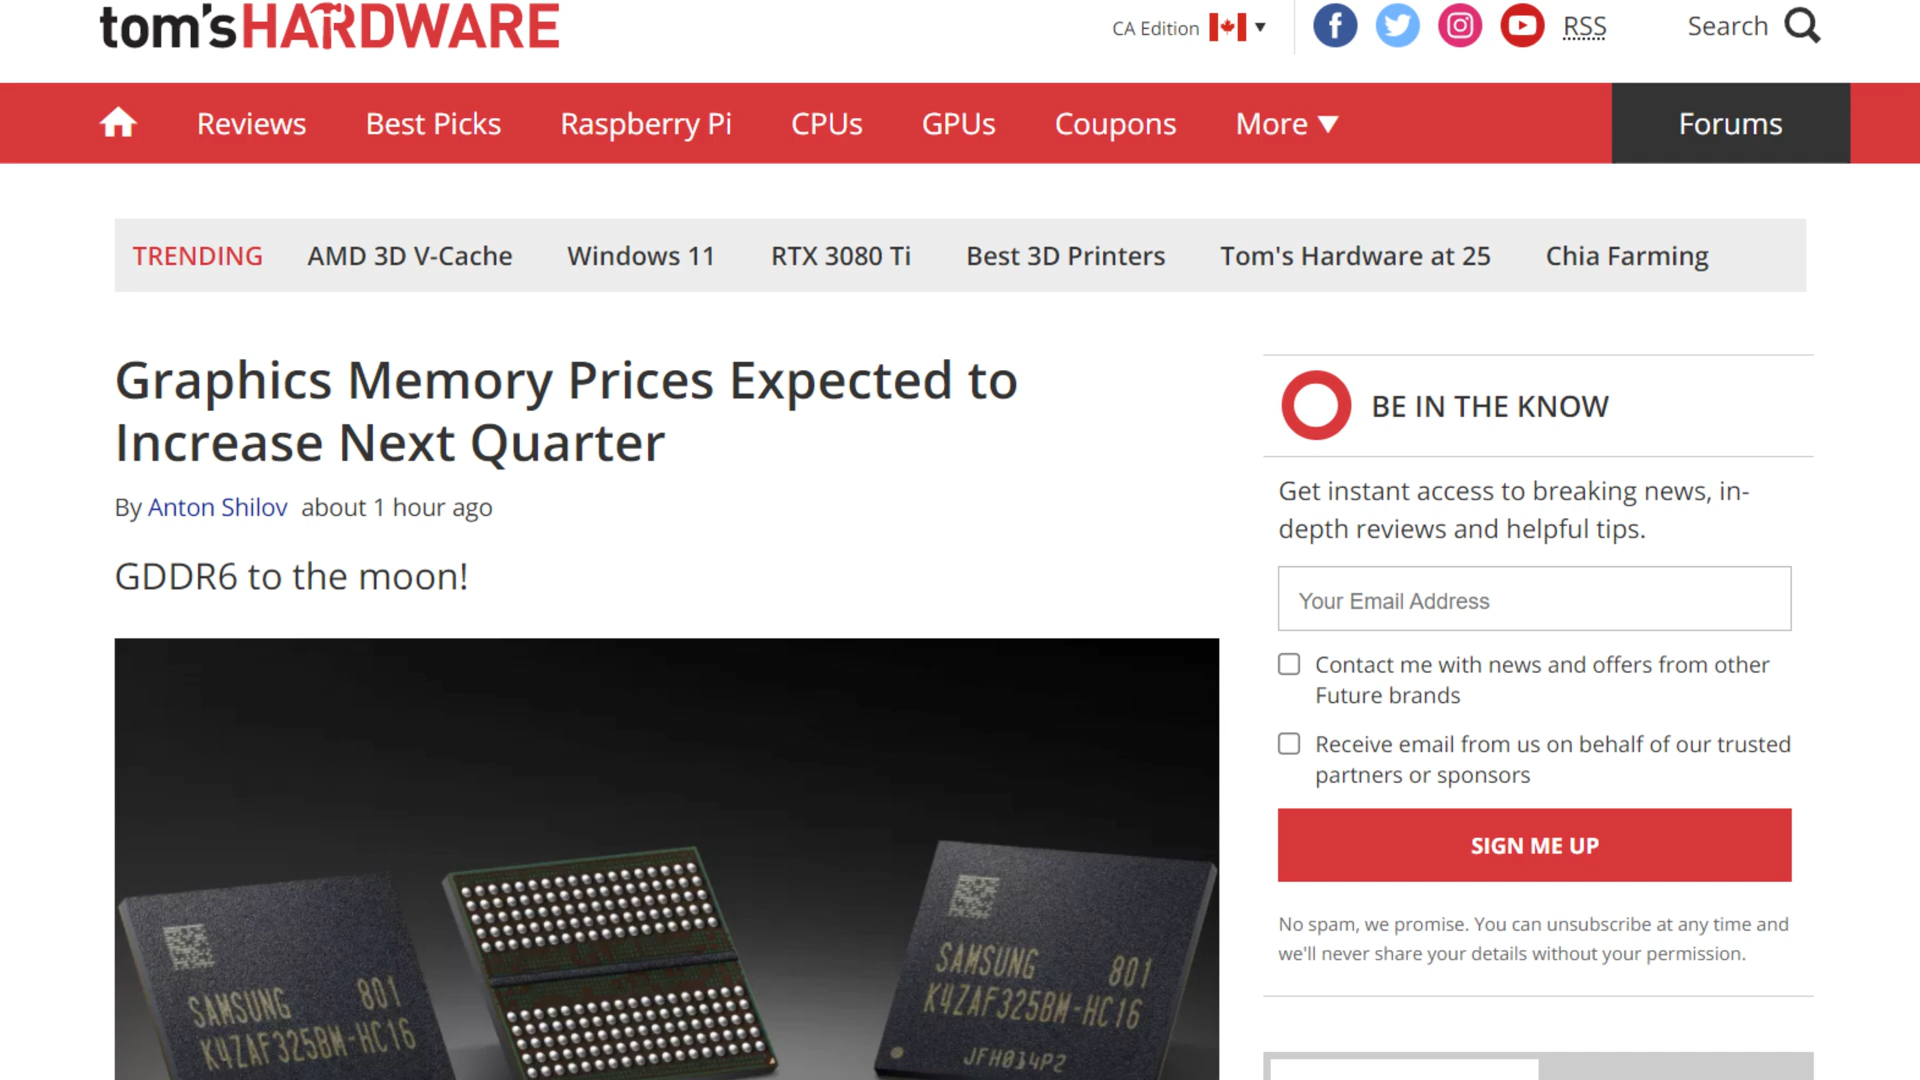 tom'sHARDWARE
CA Edition
RSS
Search
Reviews Best Picks Raspberry Pi CPUs GPUs Coupons More Forums
TRENDING AMD 3D V-Cache Windows 11 RTX 3080 Ti Best 3D Printers Tom's Hardware at 25 Chia Farming
Graphics Memory Prices Expected to
Increase Next Quarter
By Anton Shilov about 1 hour ago
GDDR6 to the moon!
SAMSUNG 801
K4ZAF325BM-HC16
SAMSUNG 801
K4ZAF325BM-HC16
JFH034P2
BE IN THE KNOW
Get instant access to breaking news, in-
depth reviews and helpful tips.
Your Email Address
Contact me with news and offers from other
Future brands
Receive email from us on behalf of our trusted
partners or sponsors
SIGN ME UP
No spam, we promise. You can unsubscribe at any time and
we'll never share your details without your permission.